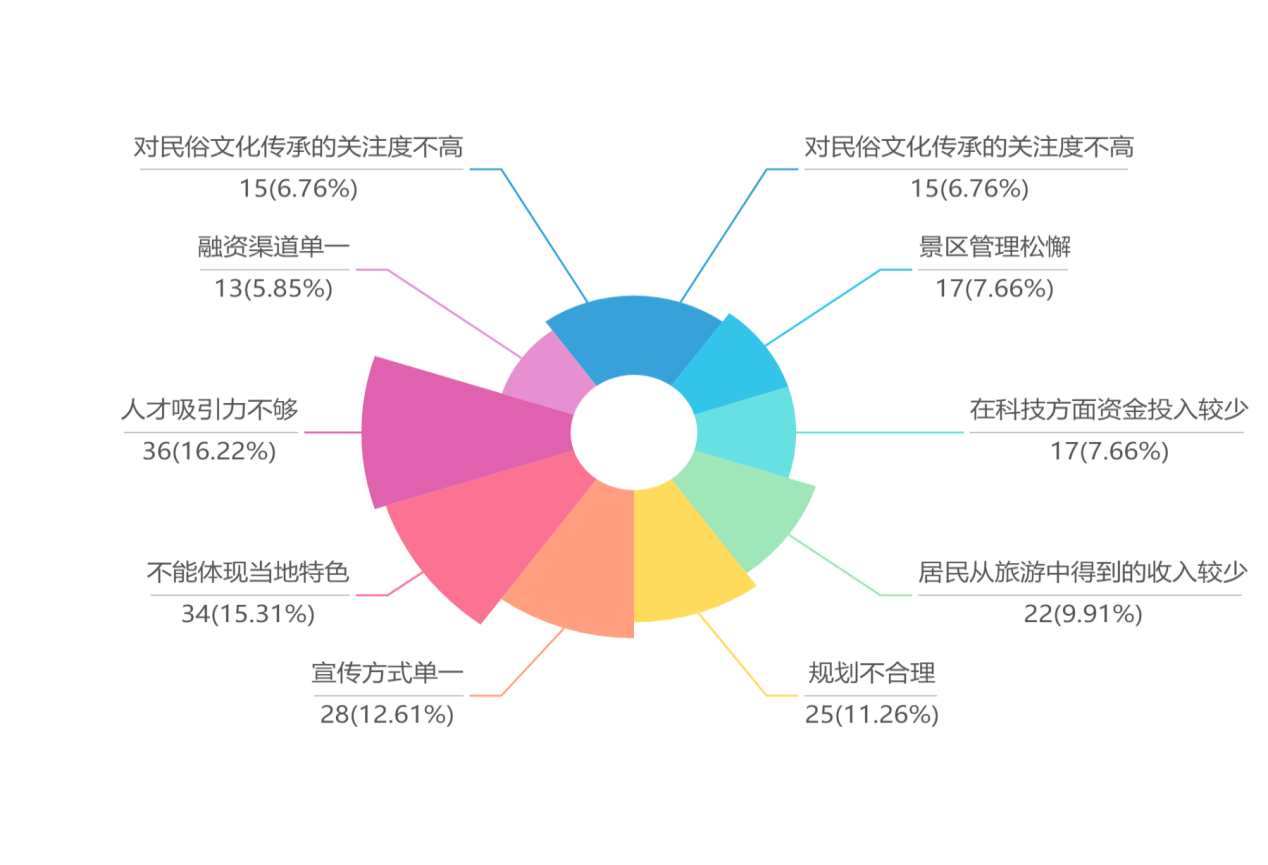 对民俗文化传承的关注度不高
15(6.76%)
对民俗文化传承的关注度不高
15(6.76%)
融资渠道单一
13(5.85%)
景区管理松懈
17(7.66%)
人才吸引力不够
36(16.22%)
在科技方面资金投入较少
17(7.66%)
不能体现当地特色
34(15.31%)
居民从旅游中得到的收入较少
22(9.91%)
宣传方式单一
28(12.61%)
规划不合理
25(11.26%)